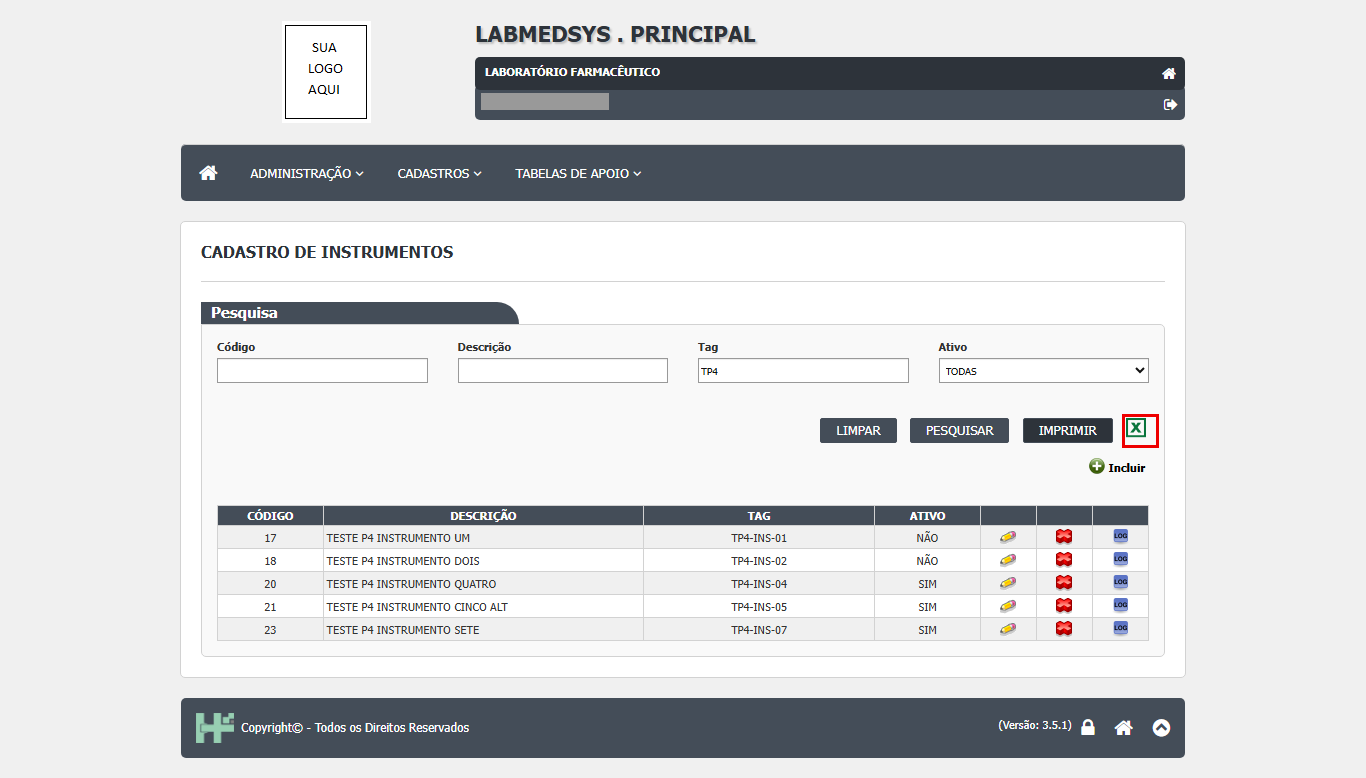 SUA
LOGO
AQUI
LABMEDSYS . PRINCIPAL
LABORATÓRIO FARMACÊUTICO
ADMINISTRAÇÃO CADASTROS TABELAS DE APOIO
CADASTRO DE INSTRUMENTOS
Pesquisa
Código Descrição Tag Ativo
TP4 TODAS
LIMPAR PESQUISAR IMPRIMIR X
Incluir
CÓDIGO DESCRIÇÃO TAG ATIVO
17 TESTE P4 INSTRUMENTO UM TP4-INS-01 NÃO LOG
18 TESTE P4 INSTRUMENTO DOIS TP4-INS-02 NÃO LOG
20 TESTE P4 INSTRUMENTO QUATRO TP4-INS-04 SIM LOG
21 TESTE P4 INSTRUMENTO CINCO ALT TP4-INS-05 SIM LOG
23 TESTE P4 INSTRUMENTO SETE TP4-INS-07 SIM LOG
Copyright© - Todos os Direitos Reservados (Versão: 3.5.1)